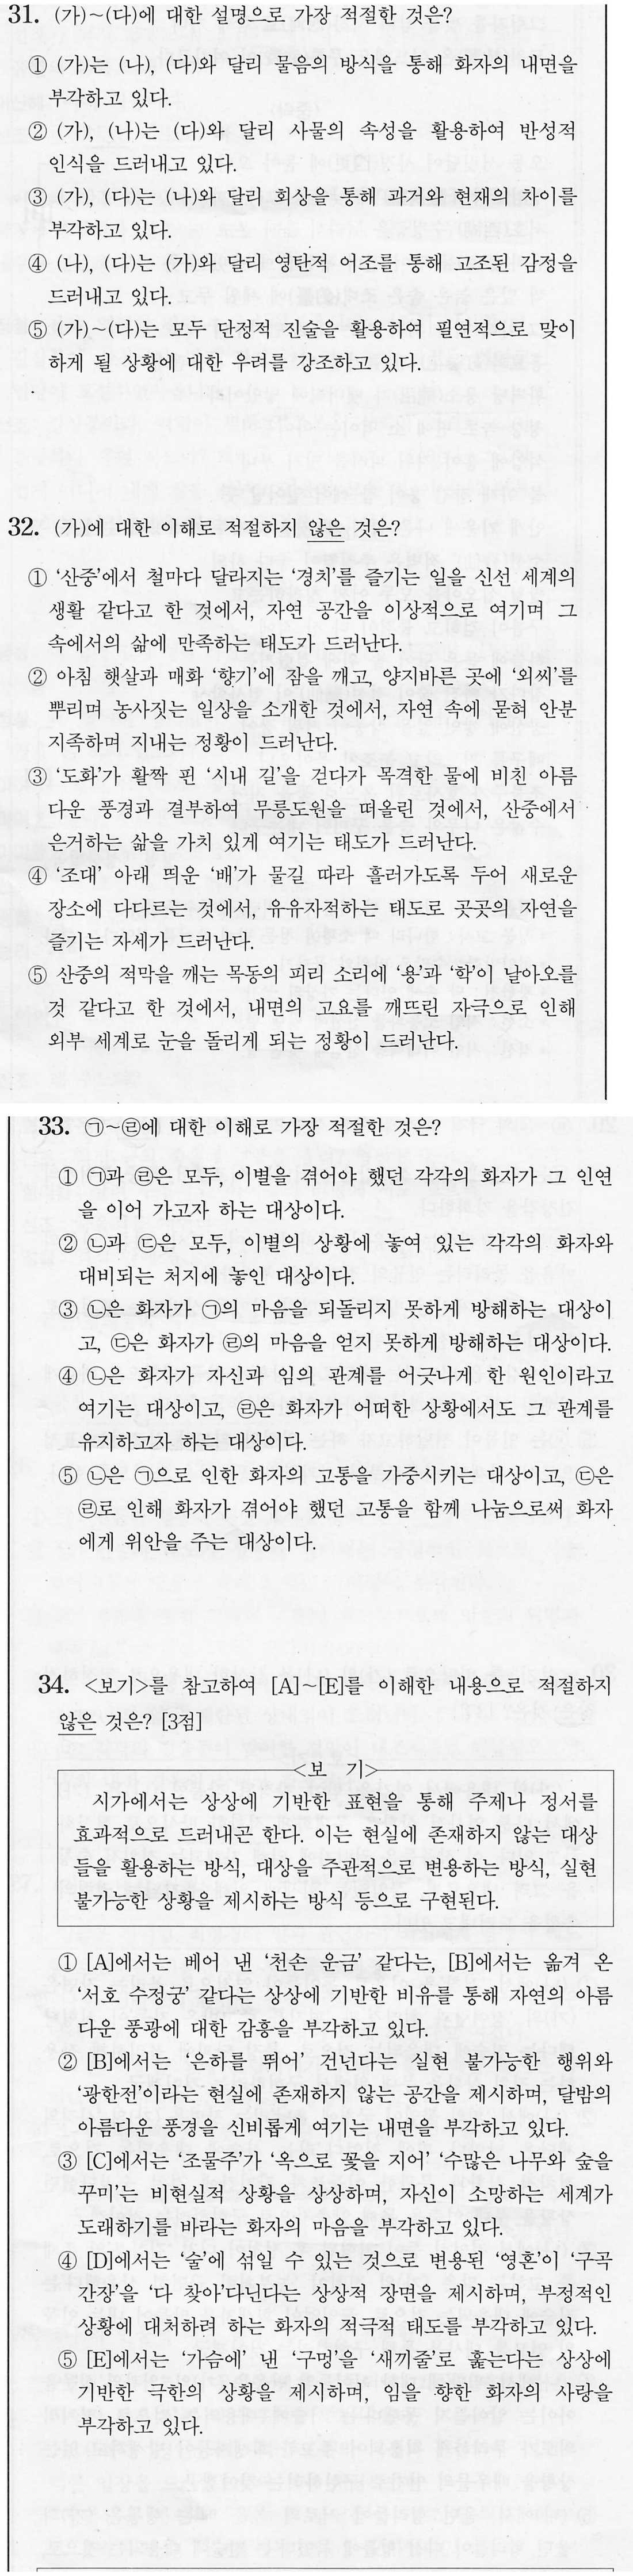 31. (가)~(다)에 대한 설명으로 가장 적절한 것은?
① (가)는 (나), (다)와 달리 물음의 방식을 통해 화자의 내면을
부각하고 있다.
② (가), (나)는 (다)와 달리 사물의 속성을 활용하여 반성적
인식을 드러내고 있다.
③ (가), (다)는 (나)와 달리 회상을 통해 과거와 현재의 차이를
부각하고 있다.
④ (나), (다)는 (가)와 달리 영탄적 어조를 통해 고조된 감정을
드러내고 있다.
⑤ (가)~(다)는 모두 단정적 진술을 활용하여 필연적으로 맞이
하게 될 상황에 대한 우려를 강조하고 있다.
32. (가)에 대한 이해로 적절하지 않은 것은?
① ‘산중’에서 철마다 달라지는 ‘경치’를 즐기는 일을 신선 세계의
생활 같다고 한 것에서, 자연 공간을 이상적으로 여기며 그
속에서의 삶에 만족하는 태도가 드러난다.
② 아침 햇살과 매화 ‘향기’에 잠을 깨고, 양지바른 곳에 ‘외씨’를
뿌리며 농사짓는 일상을 소개한 것에서, 자연 속에 묻혀 안분
지족하며 지내는 정황이 드러난다.
③ ‘도화’가 활짝 핀 ‘시내 길’을 걷다가 목격한 물에 비친 아름
다운 풍경과 결부하여 무릉도원을 떠올린 것에서, 산중에서
은거하는 삶을 가치 있게 여기는 태도가 드러난다.
④ ‘조대’ 아래 띄운 ‘배’가 물길 따라 흘러가도록 두어 새로운
장소에 다다르는 것에서, 유유자적하는 태도로 곳곳의 자연을
즐기는 자세가 드러난다.
⑤ 산중의 적막을 깨는 목동의 피리 소리에 ‘용’과 ‘학’이 날아오를
것 같다고 한 것에서, 내면의 고요를 깨뜨린 자극으로 인해
외부 세계로 눈을 돌리게 되는 정황이 드러난다.
33. ㉠~㉣에 대한 이해로 가장 적절한 것은?
① ㉠과 ㉣은 모두, 이별을 겪어야 했던 각각의 화자가 그 인연
을 이어 가고자 하는 대상이다.
② ㉡과 ㉢은 모두, 이별의 상황에 놓여 있는 각각의 화자와
대비되는 처지에 놓인 대상이다.
③ ㉡은 화자가 ㉠의 마음을 되돌리지 못하게 방해하는 대상이
고, ㉢은 화자가 ㉣의 마음을 얻지 못하게 방해하는 대상이다.
④ ㉡은 화자가 자신과 임의 관계를 어긋나게 한 원인이라고
여기는 대상이고, ㉣은 화자가 어떠한 상황에서도 그 관계를
유지하고자 하는 대상이다.
⑤ ㉡은 ㉠으로 인한 화자의 고통을 가중시키는 대상이고, ㉢은
㉣로 인해 화자가 겪어야 했던 고통을 함께 나눔으로써 화자
에게 위안을 주는 대상이다.
34. <보기>를 참고하여 [A]~[E]를 이해한 내용으로 적절하지
않은 것은? [3점]
<보 기>
시가에서는 상상에 기반한 표현을 통해 주제나 정서를
효과적으로 드러내곤 한다. 이는 현실에 존재하지 않는 대상
들을 활용하는 방식, 대상을 주관적으로 변용하는 방식, 실현
불가능한 상황을 제시하는 방식 등으로 구현된다.
① [A]에서는 베어 낸 ‘천손 운금’ 같다는, [B]에서는 옮겨 온
‘서호 수정궁’ 같다는 상상에 기반한 비유를 통해 자연의 아름
다운 풍광에 대한 감흥을 부각하고 있다.
② [B]에서는 ‘은하를 뛰어’ 건넌다는 실현 불가능한 행위와
‘광한전’이라는 현실에 존재하지 않는 공간을 제시하며, 달밤의
아름다운 풍경을 신비롭게 여기는 내면을 부각하고 있다.
③ [C]에서는 ‘조물주’가 ‘옥으로 꽃을 지어’ ‘수많은 나무와 숲을
꾸미’는 비현실적 상황을 상상하며, 자신이 소망하는 세계가
도래하기를 바라는 화자의 마음을 부각하고 있다.
④ [D]에서는 ‘술’에 섞일 수 있는 것으로 변용된 ‘영혼’이 ‘구곡
간장’을 ‘다 찾아’다닌다는 상상적 장면을 제시하며, 부정적인
상황에 대처하려 하는 화자의 적극적 태도를 부각하고 있다.
⑤ [E]에서는 ‘가슴에’ 낸 ‘구멍’을 ‘새끼줄’로 훑는다는 상상에
기반한 극한의 상황을 제시하며, 임을 향한 화자의 사랑을
부각하고 있다.